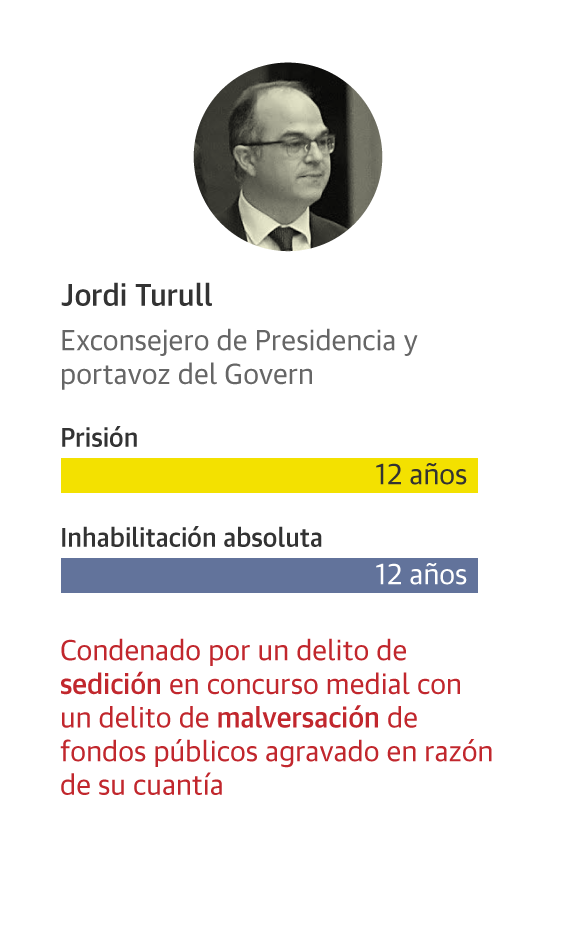 Jordi Turull
Exconsejero de Presidencia y
portavoz del Govern
Prisión
12 años
Inhabilitación absoluta
12 años
Condenado por un delito de
sedición en concurso medial con
un delito de malversación de
fondos públicos agravado en razón
de su cuantía